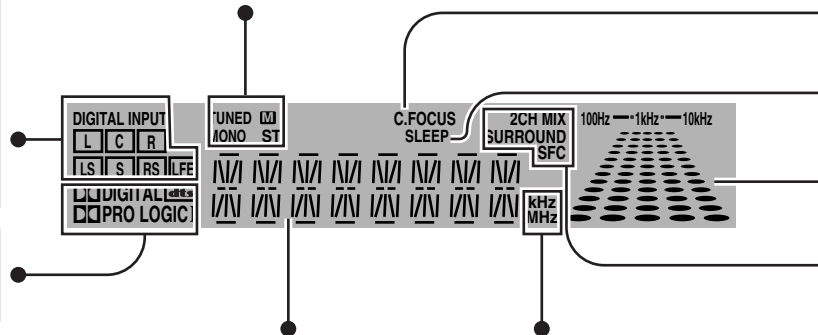 DIGITAL INPUT
L C R
LS S RS LFE
DIGITAL dts
PRO LOGIC
TUNED M
MONO ST
C.FOCUS
SLEEP
2CH MIX
SURROUND
SFC
kHz
MHz
100Hz 1kHz 10kHz